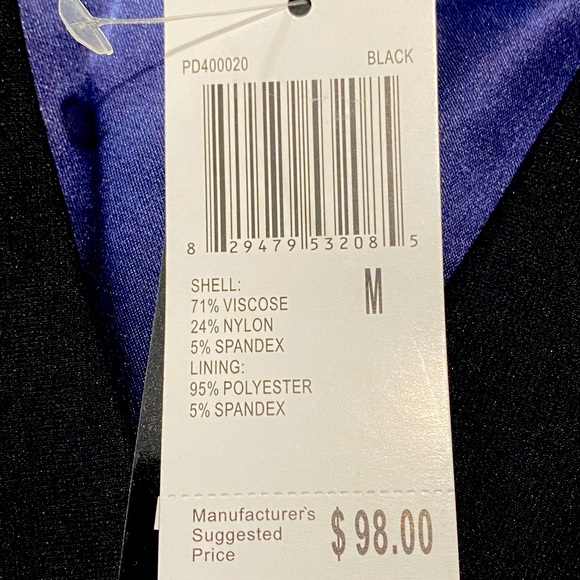 PD400020 BLACK
8 29479 53208 5
SHELL: M
71% VISCOSE
24% NYLON
5% SPANDEX
LINING:
95% POLYESTER
5% SPANDEX
Manufacturer`s
Suggested
Price
$ 98.00